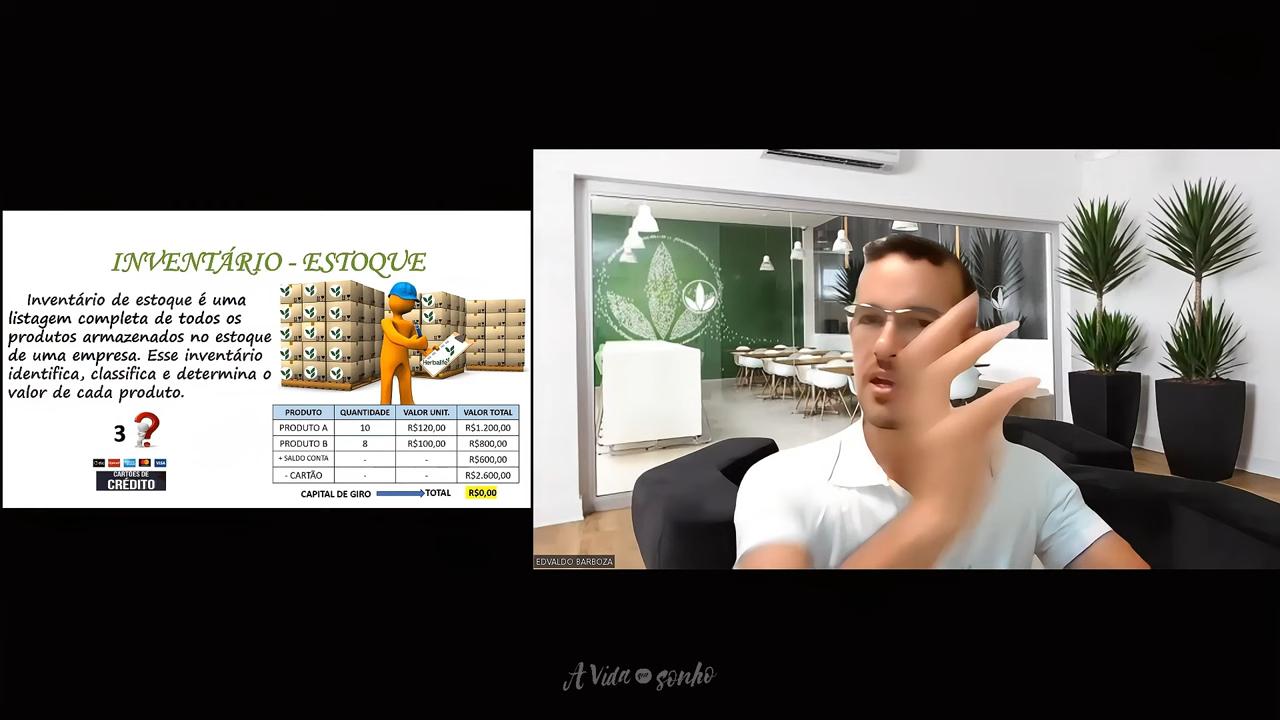 INVENTÁRIO - ESTOQUE
Inventário de estoque é uma
listagem completa de todos os
produtos armazenados no estoque
de uma empresa. Esse inventário
identifica, classifica e determina o
valor de cada produto.
Herbalife
3
VISA
CARTÕES DE
CRÉDITO
PRODUTO QUANTIDADE VALOR UNIT. VALOR TOTAL
PRODUTO A 10 R$120,00 R$1.200,00
PRODUTO B 8 R$100,00 R$800,00
+ SALDO CONTA - - R$600,00
- CARTÃO - - R$2.600,00
CAPITAL DE GIRO TOTAL R$0,00
EDVALDO BARBOZA
A Vida sonho